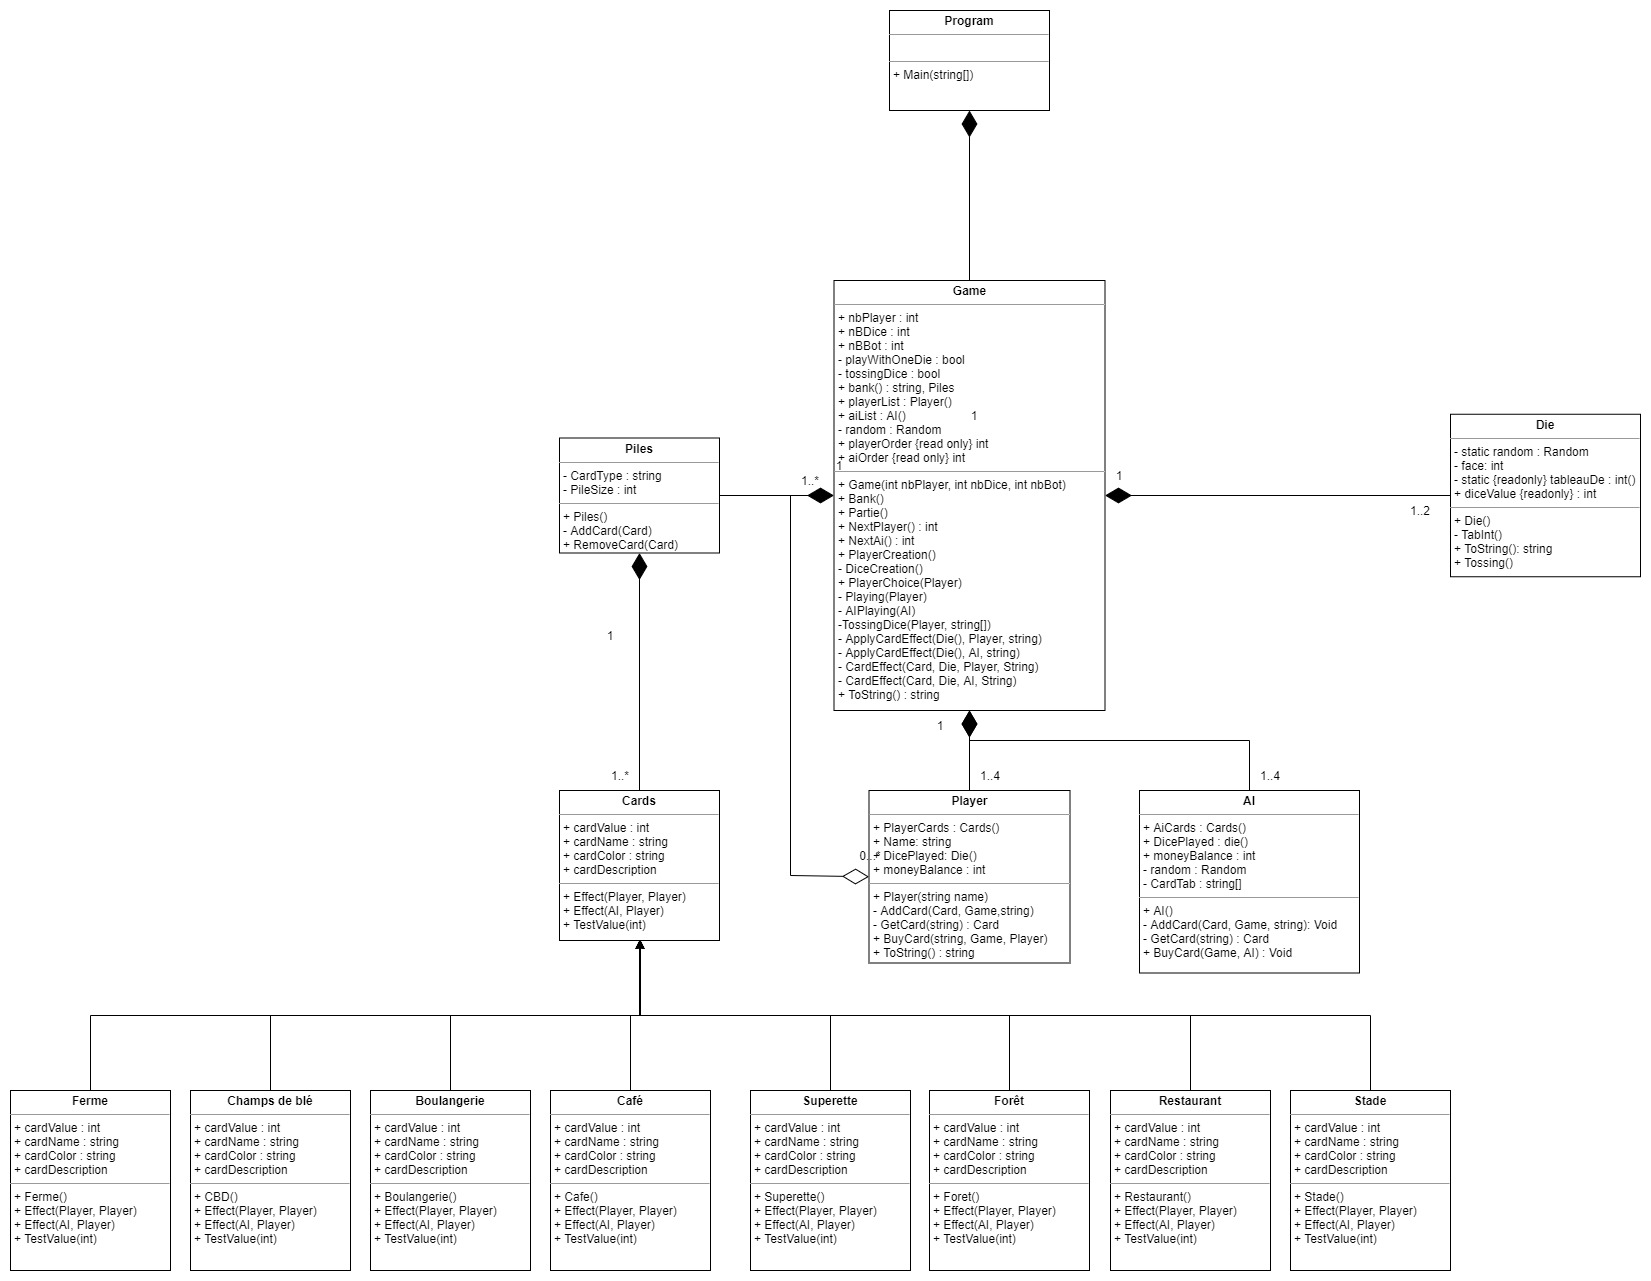 Program
+ Main(string[])
Game
+ nbPlayer : int
+ nBDice : int
+ nBBot : int
- playWithOneDie : bool
- tossingDice : bool
+ bank() : string, Piles
+ playerList : Player()
+ aiList : AI()
1
- random : Random
+ playerOrder {read only} int
+ aiOrder {read only} int
1
+ Game(int nbPlayer, int nbDice, int nbBot)
+ Bank()
+ Partie()
+ NextPlayer() : int
+ NextAi() : int
+ PlayerCreation()
- DiceCreation()
+ PlayerChoice(Player)
- Playing(Player)
- AIPlaying(AI)
-TossingDice(Player, string[])
- ApplyCardEffect(Die(), Player, string)
- ApplyCardEffect(Die(), AI, string)
- CardEffect(Card, Die, Player, String)
- CardEffect(Card, Die, AI, String)
+ ToString() : string
Piles
- CardType : string
- PileSize : int
+ Piles()
- AddCard(Card)
+ RemoveCard(Card)
1..*
1
1..2
Die
- static random : Random
- face: int
- static {readonly} tableauDe : int()
+ diceValue {readonly} : int
+ Die()
- TabInt()
+ ToString(): string
+ Tossing()
1
1..*
1
1..4
1..4
Cards
+ cardValue : int
+ cardName : string
+ cardColor : string
+ cardDescription
+ Effect(Player, Player)
+ Effect(AI, Player)
+ TestValue(int)
Player
+ PlayerCards : Cards()
+ Name: string
0..*
+ DicePlayed: Die()
+ moneyBalance : int
+ Player(string name)
- AddCard(Card, Game,string)
- GetCard(string) : Card
+ BuyCard(string, Game, Player)
+ ToString() : string
AI
+ AiCards : Cards()
+ DicePlayed : die()
+ moneyBalance : int
- random : Random
- CardTab : string[]
+ AI()
- AddCard(Card, Game, string): Void
- GetCard(string) : Card
+ BuyCard(Game, AI) : Void
Ferme
+ cardValue : int
+ cardName : string
+ cardColor : string
+ cardDescription
+ Ferme()
+ Effect(Player, Player)
+ Effect(AI, Player)
+ TestValue(int)
Champs de blé
+ cardValue : int
+ cardName : string
+ cardColor : string
+ cardDescription
+ CBD()
+ Effect(Player, Player)
+ Effect(AI, Player)
+ TestValue(int)
Boulangerie
+ cardValue : int
+ cardName : string
+ cardColor : string
+ cardDescription
+ Boulangerie()
+ Effect(Player, Player)
+ Effect(AI, Player)
+ TestValue(int)
Café
+ cardValue : int
+ cardName : string
+ cardColor : string
+ cardDescription
+ Cafe()
+ Effect(Player, Player)
+ Effect(AI, Player)
+ TestValue(int)
Superette
+ cardValue : int
+ cardName : string
+ cardColor : string
+ cardDescription
+ Superette()
+ Effect(Player, Player)
+ Effect(AI, Player)
+ TestValue(int)
Forêt
+ cardValue : int
+ cardName : string
+ cardColor : string
+ cardDescription
+ Foret()
+ Effect(Player, Player)
+ Effect(AI, Player)
+ TestValue(int)
Restaurant
+ cardValue : int
+ cardName : string
+ cardColor : string
+ cardDescription
+ Restaurant()
+ Effect(Player, Player)
+ Effect(AI, Player)
+ TestValue(int)
Stade
+ cardValue : int
+ cardName : string
+ cardColor : string
+ cardDescription
+ Stade()
+ Effect(Player, Player)
+ Effect(AI, Player)
+ TestValue(int)